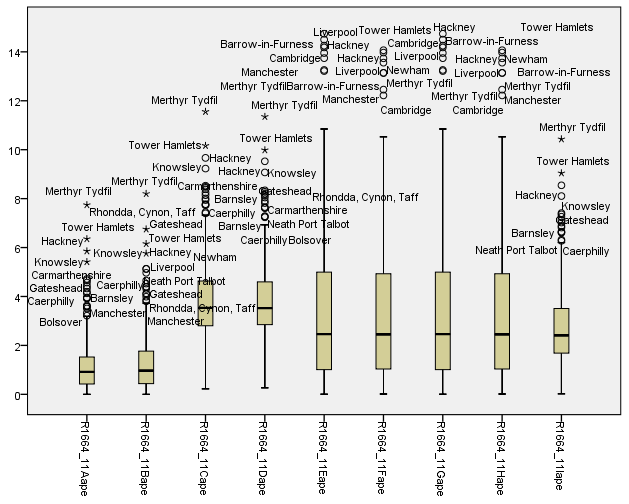 14
12
10
8
6
4
2
0
Merthyr Tydfil
Rhondda, Cynon, Taff
Tower Hamlets
Hackney
Knowsley
Carmarthenshire
Gateshead
Caerphilly
Barnsley
Manchester
Bolsover
Merthyr Tydfil
Gateshead
Tower Hamlets
Knowsley
Hackney
Liverpool
Neath Port Talbot
Caerphilly
Gateshead
Rhondda, Cynon, Taff
Manchester
Merthyr Tydfil
Tower Hamlets
Hackney
Knowsley
Carmarthenshire
Barnsley
Caerphilly
Newham
Merthyr Tydfil
Tower Hamlets
Hackney
Knowsley
Gateshead
Carmarthenshire
Barnsley
Neath Port Talbot
Caerphilly
Bolsover
Liverpool
Barrow-in-Furness
Hackney
Cambridge
Manchester
Merthyr Tydfil
Rhondda, Cynon, Taff
Tower Hamlets
Cambridge
Hackney
Liverpool
Newham
Barrow-in-Furness
Merthyr Tydfil
Manchester
Cambridge
Hackney
Barrow-in-Furness
Cambridge
Liverpool
Newham
Merthyr Tydfil
Tower Hamlets
Hackney
Newham
Liverpool
Barrow-in-Furness
Merthyr Tydfil
Manchester
Cambridge
Merthyr Tydfil
Tower Hamlets
Hackney
Knowsley
Gateshead
Barnsley
Neath Port Talbot
Caerphilly
R1664_11Aape
R1664_11Bape
R1664_11Cape
R1664_11Dape
R1664_11Eape
R1664_11Fape
R1664_11Gape
R1664_11Hape
R1664_11Iape